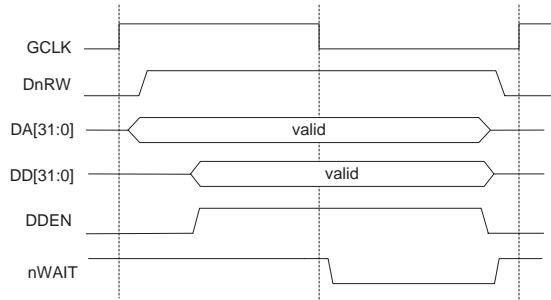 GCLK
DnRW
DA[31:0]
valid
DD[31:0]
valid
DDEN
nWAIT